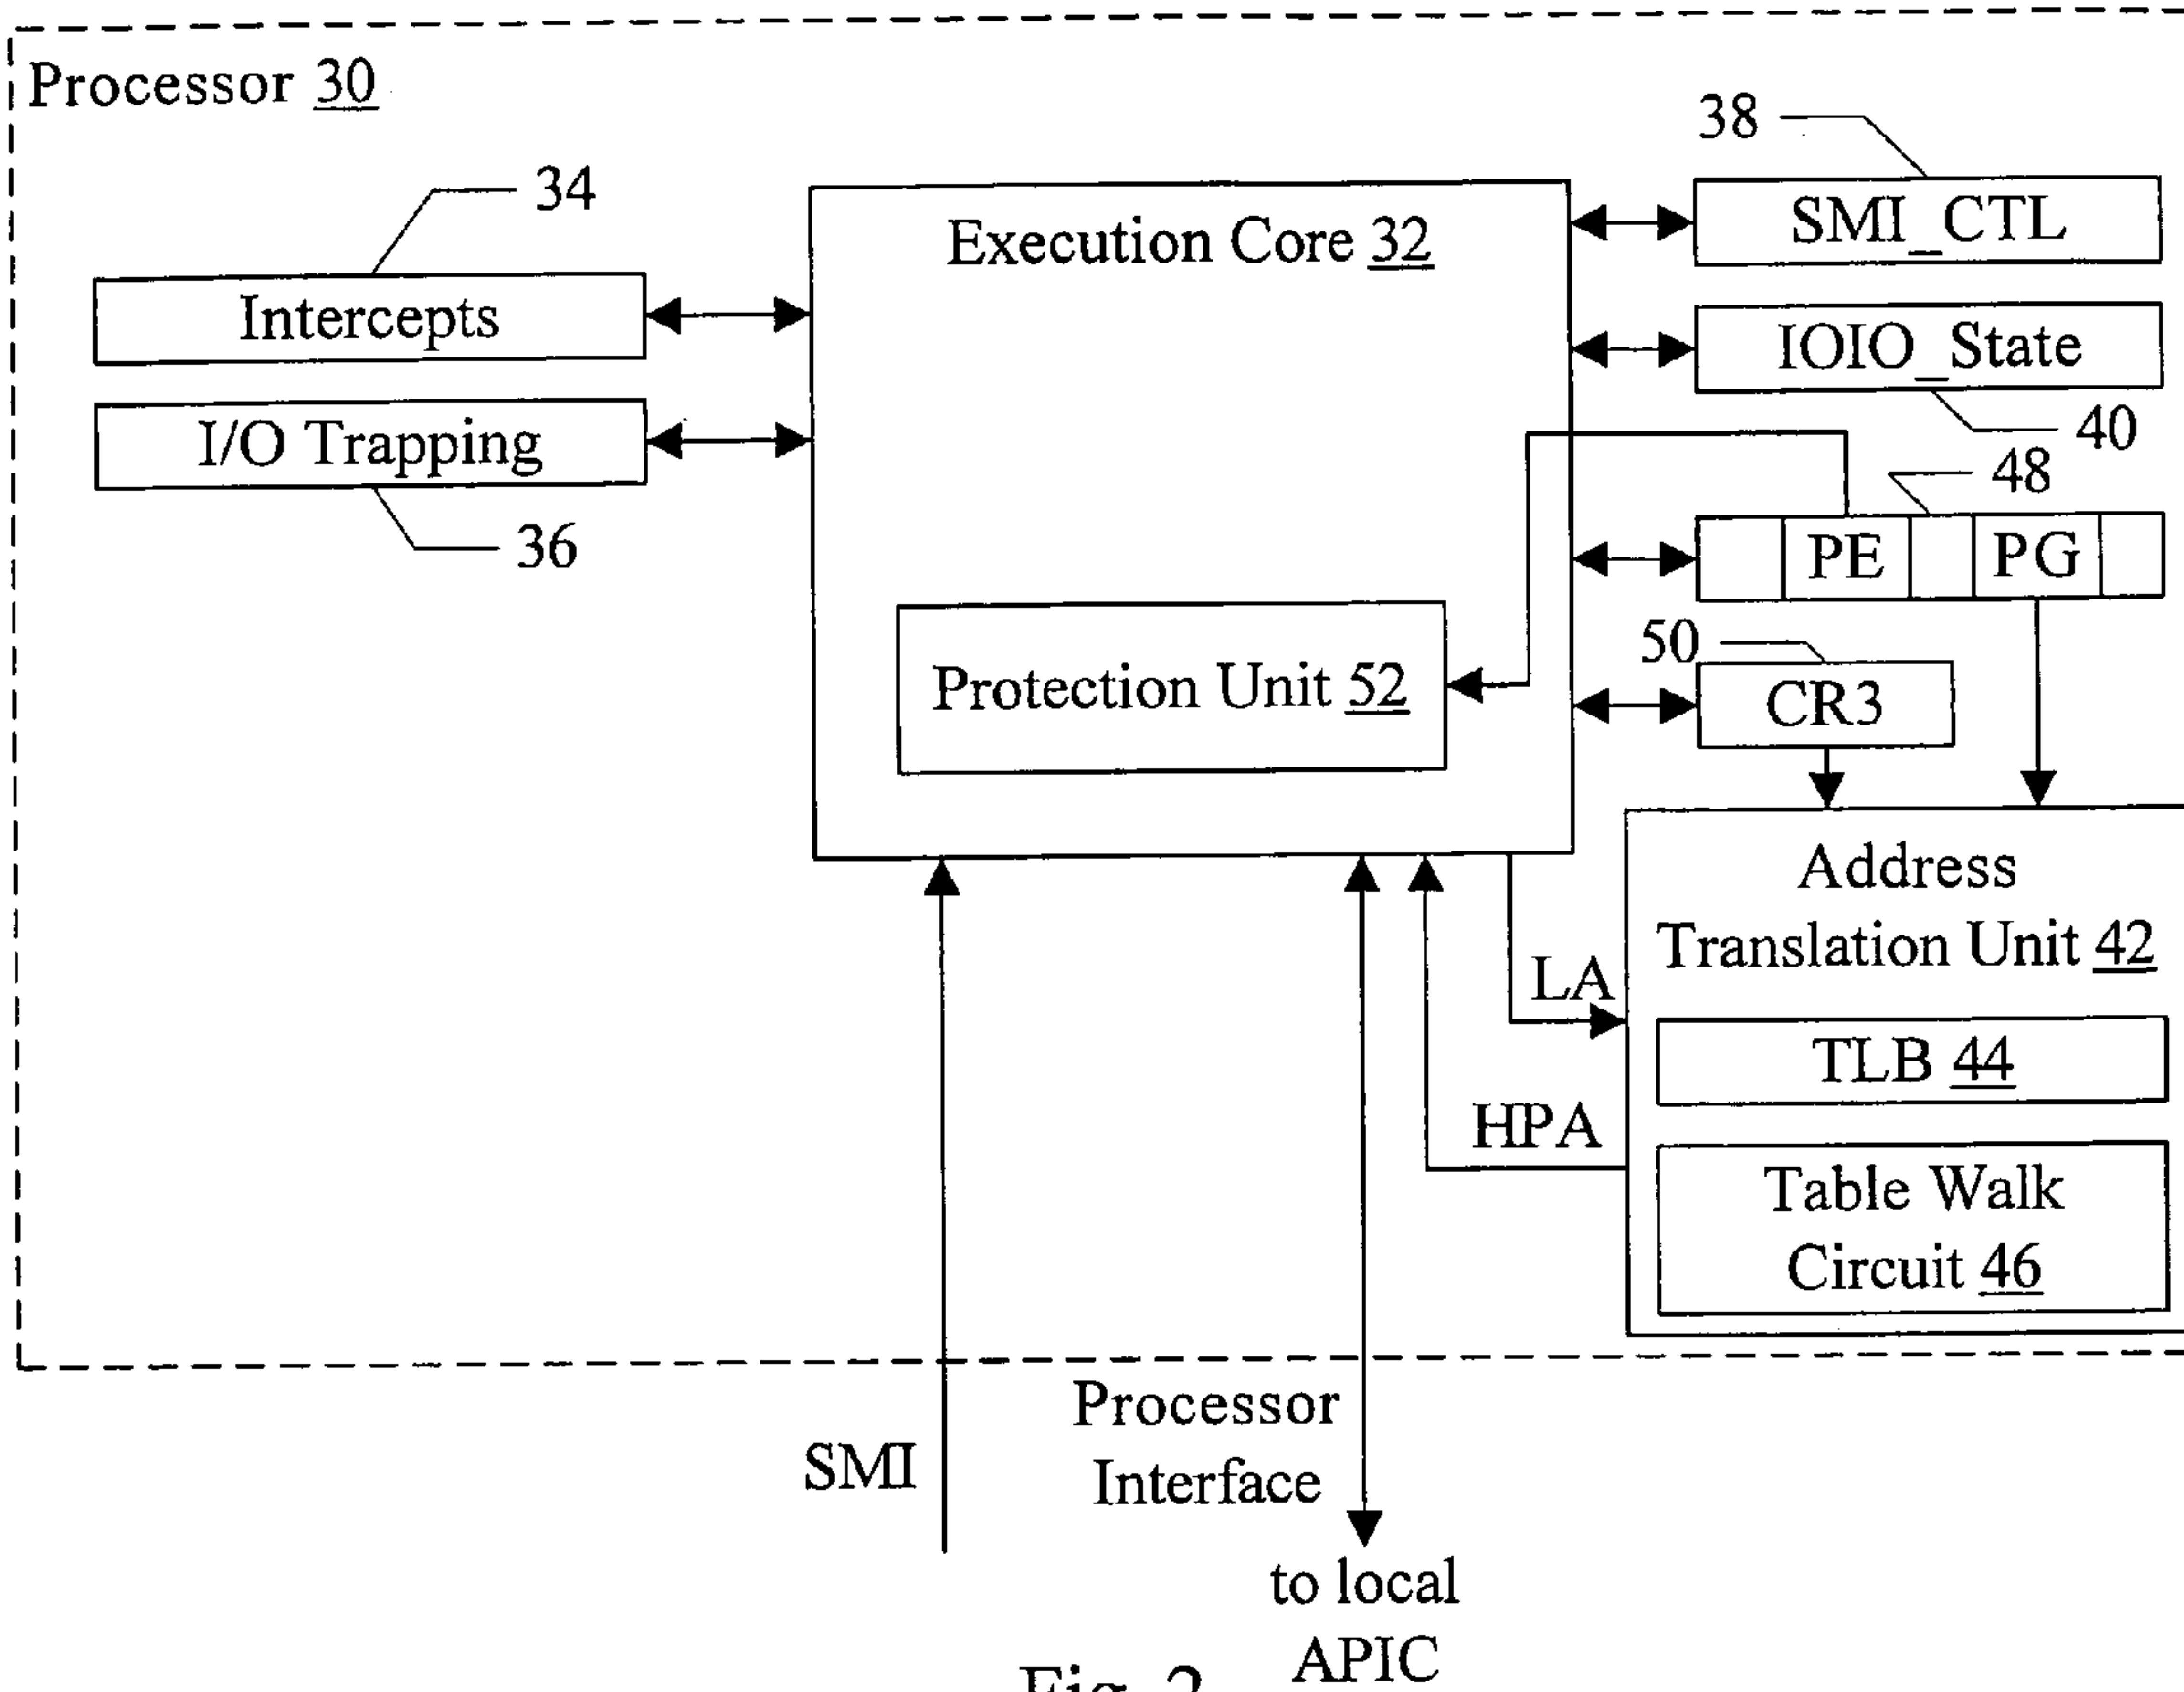 Processor 30
38
34
Execution Core 32
SMI_CTL
Intercepts
IOIO_State
40
I/O Trapping
48
36
PE
PG
50
Protection Unit 52
CR3
Address
Translation Unit 42
LA
TLB 44
HPA
Table Walk
Circuit 46
Processor
Interface
SMI
to local
APIC
Fig. 2